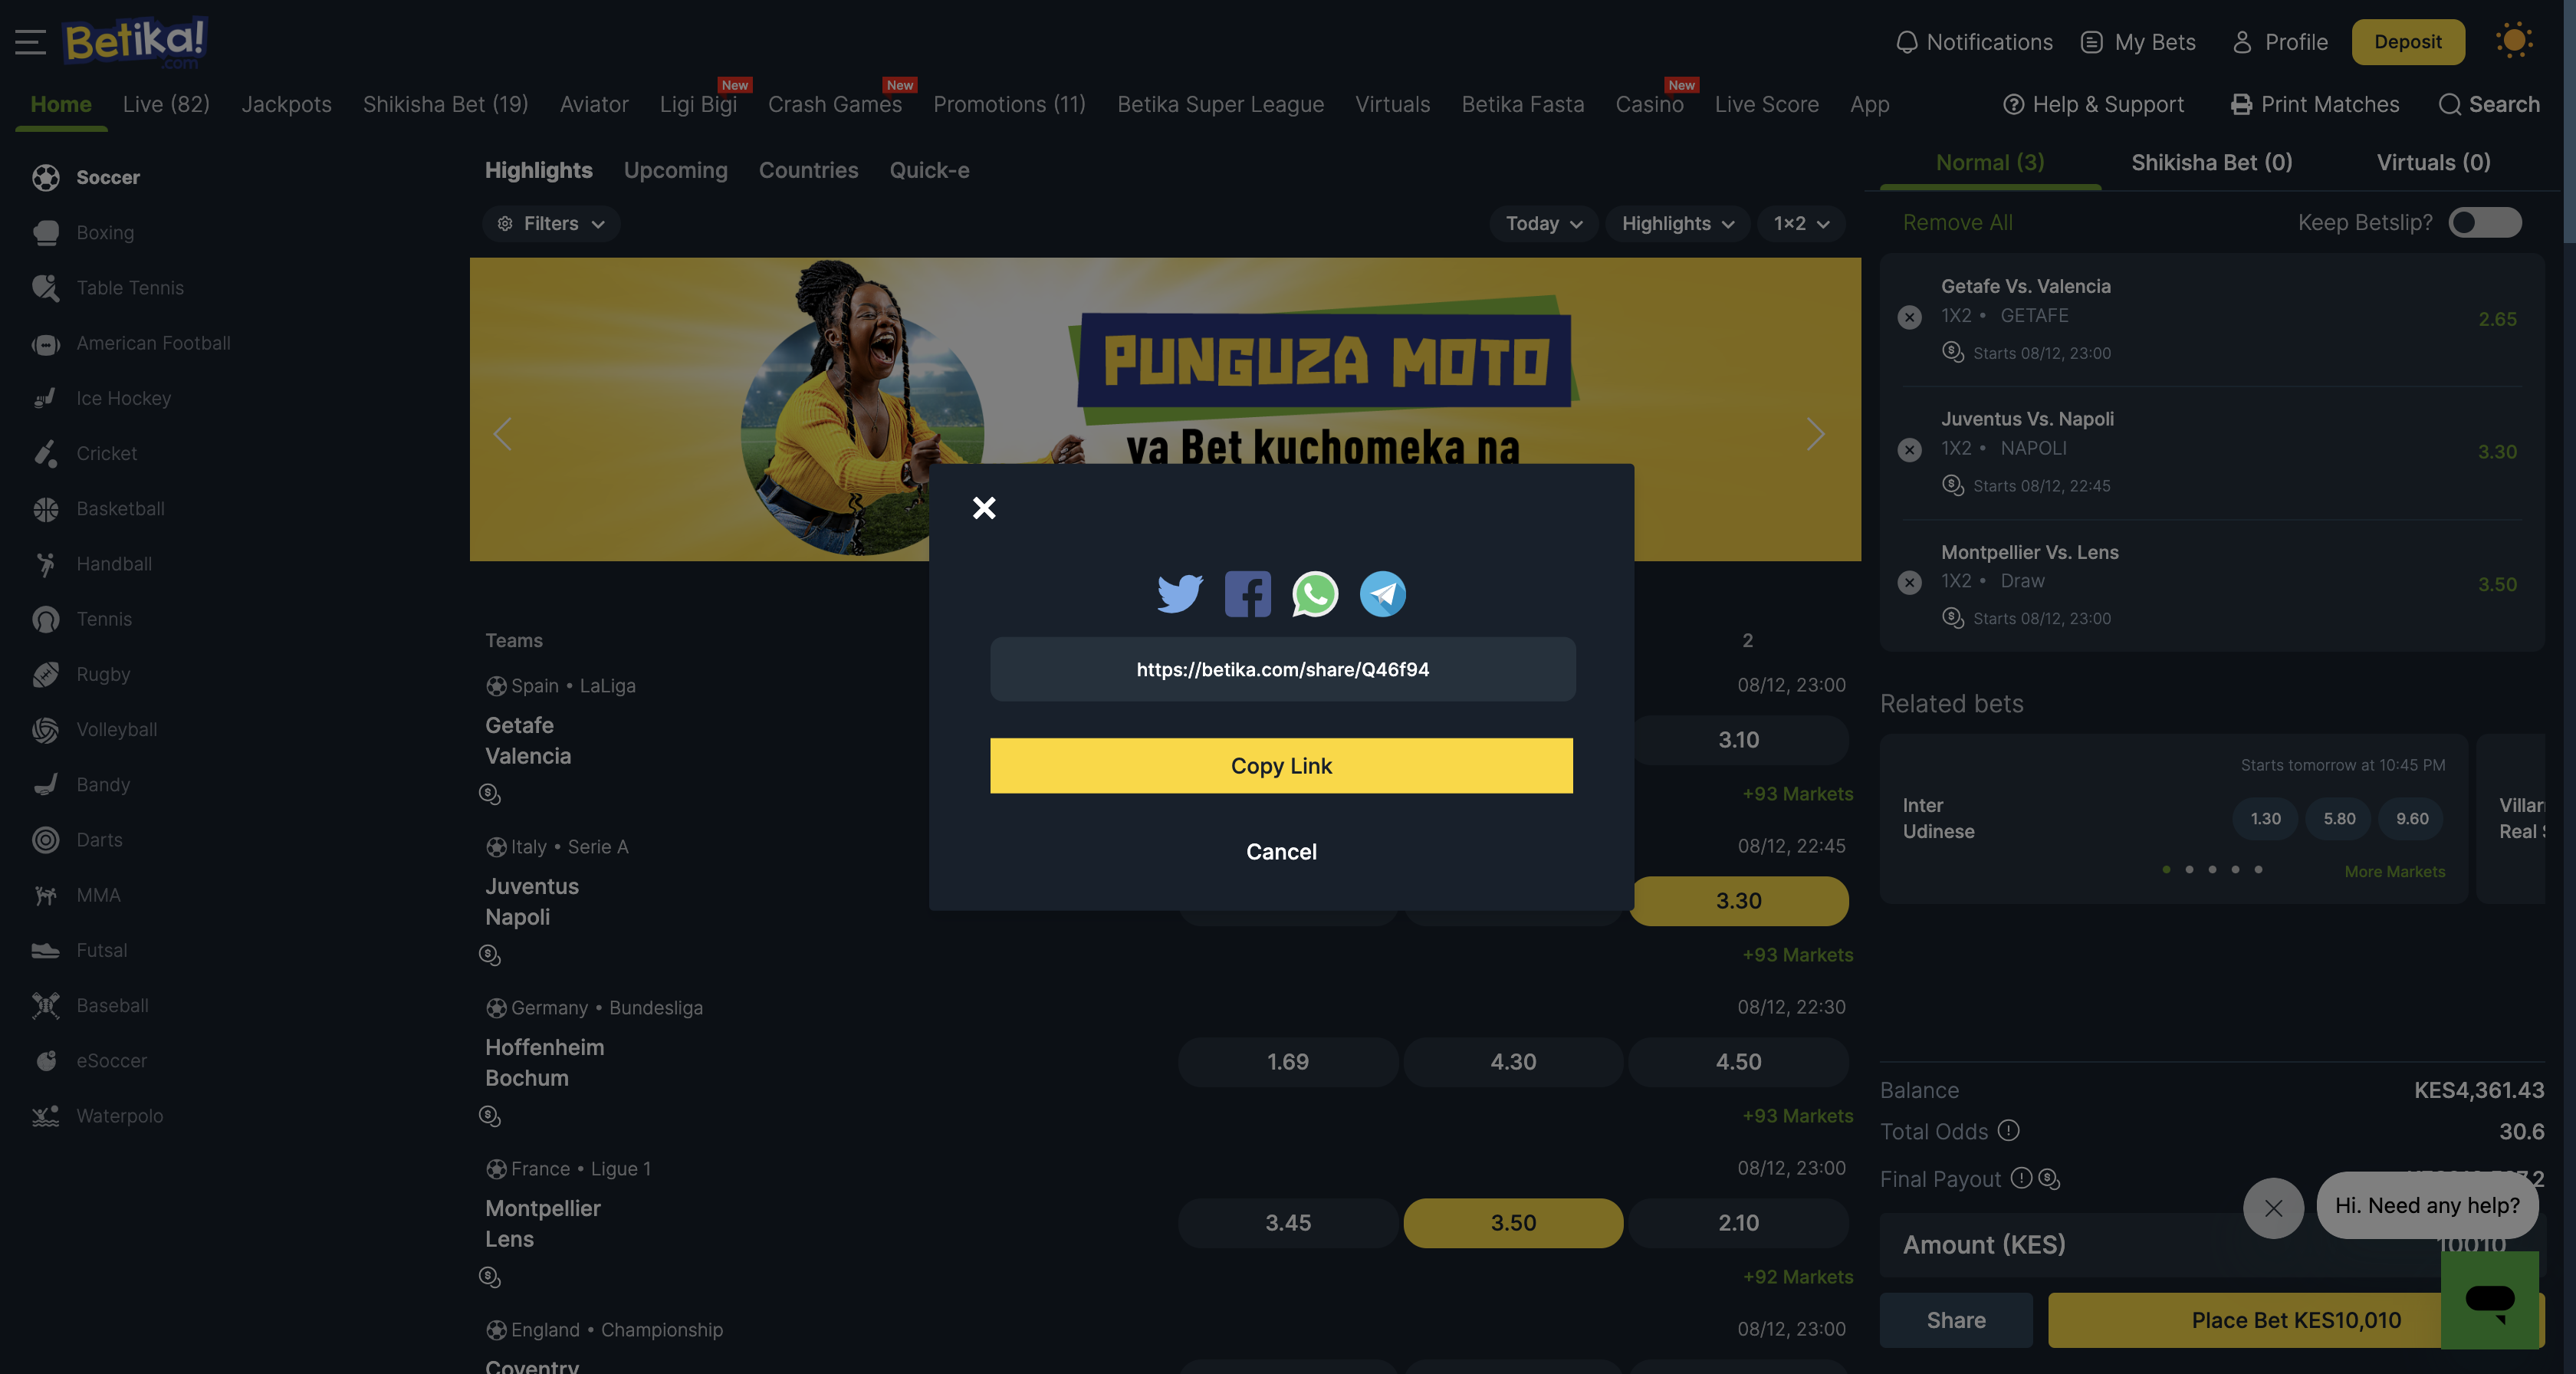 Betika!
.com
Notifications
My Bets
Profile
Deposit
Home
Live (82)
Jackpots
Shikisha Bet (19)
Aviator
Ligi Bigi
New
Crash Games
New
Promotions (11)
Betika Super League
Virtuals
Betika Fasta
Casino
New
Live Score
App
Help & Support
Print Matches
Search
Soccer
Boxing
Table Tennis
American Football
Ice Hockey
Cricket
Basketball
Handball
Tennis
Rugby
Volleyball
Bandy
Darts
MMA
Futsal
Baseball
eSoccer
Waterpolo
Highlights
Upcoming
Countries
Quick-e
Filters
Today
Highlights
1×2
PUNGUZA MOTO
ya Bet kuchomeka na
https://betika.com/share/Q46f94
Copy Link
Cancel
Teams
2
Spain • LaLiga
08/12, 23:00
Getafe
Valencia
3.10
+93 Markets
Italy • Serie A
08/12, 22:45
Juventus
Napoli
3.30
+93 Markets
Germany • Bundesliga
08/12, 22:30
Hoffenheim
Bochum
1.69
4.30
4.50
+93 Markets
France • Ligue 1
08/12, 23:00
Montpellier
Lens
3.45
3.50
2.10
+92 Markets
England • Championship
08/12, 23:00
Coventry
Normal (3)
Shikisha Bet (0)
Virtuals (0)
Remove All
Keep Betslip?
Getafe Vs. Valencia
1X2 • GETAFE
2.65
Starts 08/12, 23:00
Juventus Vs. Napoli
1X2 • NAPOLI
3.30
Starts 08/12, 22:45
Montpellier Vs. Lens
1X2 • Draw
3.50
Starts 08/12, 23:00
Related bets
Starts tomorrow at 10:45 PM
Inter
Udinese
1.30
5.80
9.60
More Markets
Villar
Real
Balance
KES4,361.43
Total Odds
30.6
Final Payout
Hi. Need any help?
Amount (KES)
10010
Share
Place Bet KES10,010